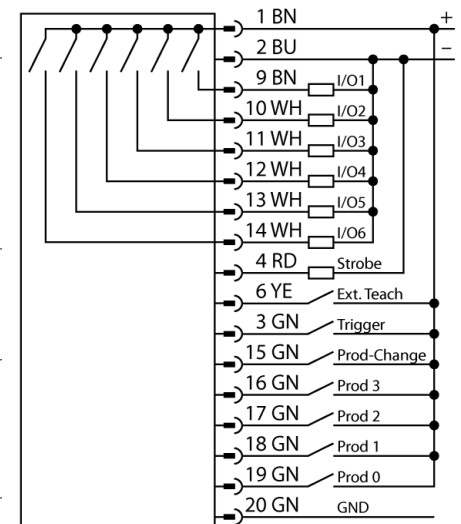 1 BN +
2 BU −
9 BN I/O1
10 WH I/O2
11 WH I/O3
12 WH I/O4
13 WH I/O5
14 WH I/O6
4 RD Strobe
6 YE Ext. Teach
3 GN Trigger
15 GN Prod-Change
16 GN Prod 3
17 GN Prod 2
18 GN Prod 1
19 GN Prod 0
20 GN GND